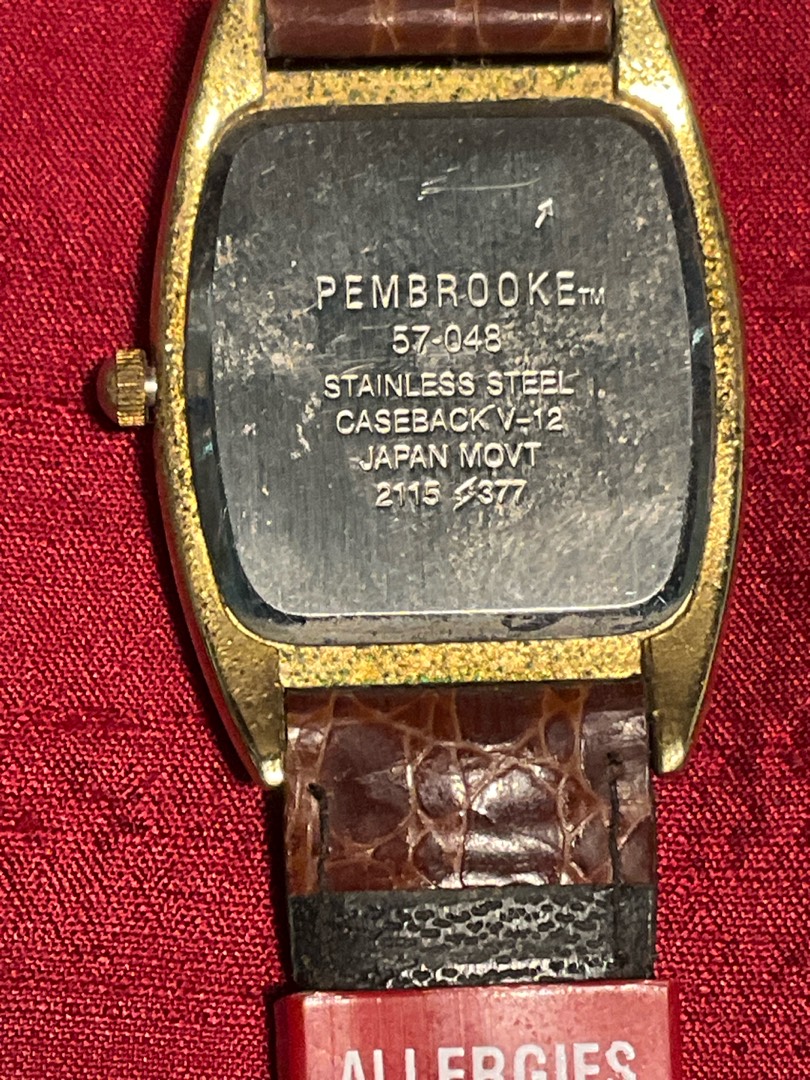 PEMBROOKE™
57-048
STAINLESS STEEL
CASEBACK V-12
JAPAN MOVT
2115 377
ALLERGIES